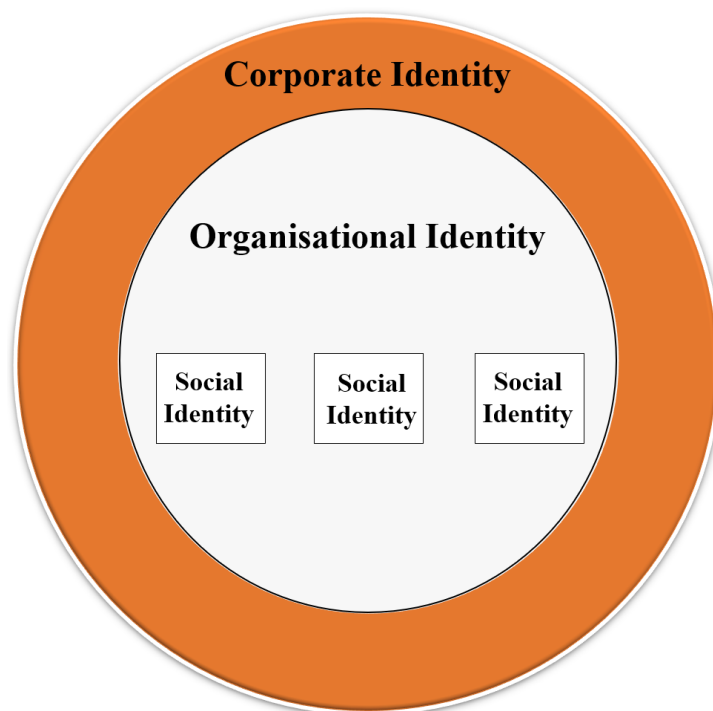 Corporate Identity
Organisational Identity
Social
Identity
Social
Identity
Social
Identity